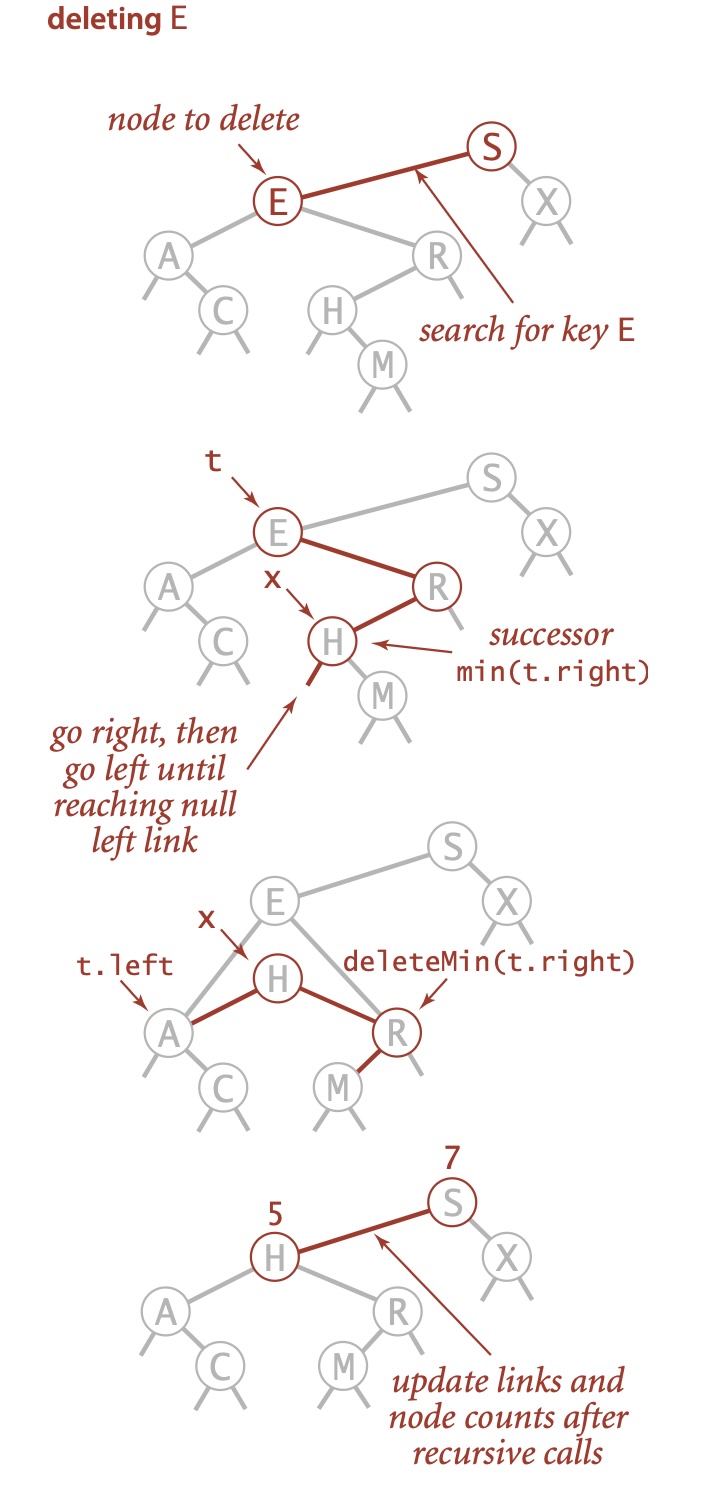 deleting E
node to delete
S
E
X
A
R
C
H
search for key E
M
t
S
E
X
x
A
R
C
H
successor
min(t.right)
M
go right, then
go left until
reaching null
left link
S
E
X
x
t.left
H
deleteMin(t.right)
A
R
C
M
7
5
S
H
X
A
R
C
M
update links and
node counts after
recursive calls